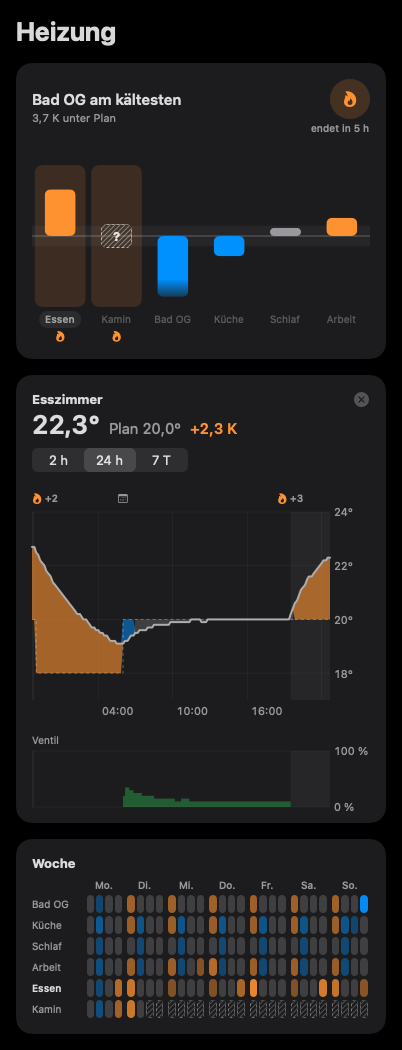 Heizung
Bad OG am kältesten
3,7 K unter Plan
endet in 5 h
?
Essen Kamin Bad OG Küche Schlaf Arbeit
Esszimmer
22,3° Plan 20,0° +2,3 K
2 h 24 h 7 T
+2 +3
24°
22°
20°
18°
04:00 10:00 16:00
Ventil
100 %
0 %
Woche
Mo. Di. Mi. Do. Fr. Sa. So.
Bad OG
Küche
Schlaf
Arbeit
Essen
Kamin